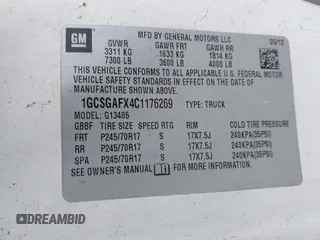 GM
MFD BY GENERAL MOTORS LLC
GVWR GAWR FRT GAWR RR 05/12
3311 KG 1633 KG 1814 KG
7300 LB 3600 LB 4000 LB
THIS VEHICLE CONFORMS TO ALL APPLICABLE U.S. FEDERAL MOTOR
VEHICLE SAFETY STANDARDS IN EFFECT ON THE DATE OF
MANUFACTURE SHOWN ABOVE.
1GCSGAFX4C1176269 TYPE: TRUCK
MODEL: G13405
GBBF TIRE SIZE SPEED RTG RIM COLD TIRE PRESSURE
FRT P245/70R17 S 17X7.5J 240KPA(35PSI)
RR P245/70R17 S 17X7.5J 240KPA(35PSI)
SPA P245/70R17 S 17X7.5J 240KPA(35PSI)
SEE OWNER'S MANUAL FOR MORE INFORMATION.
DREAMBID